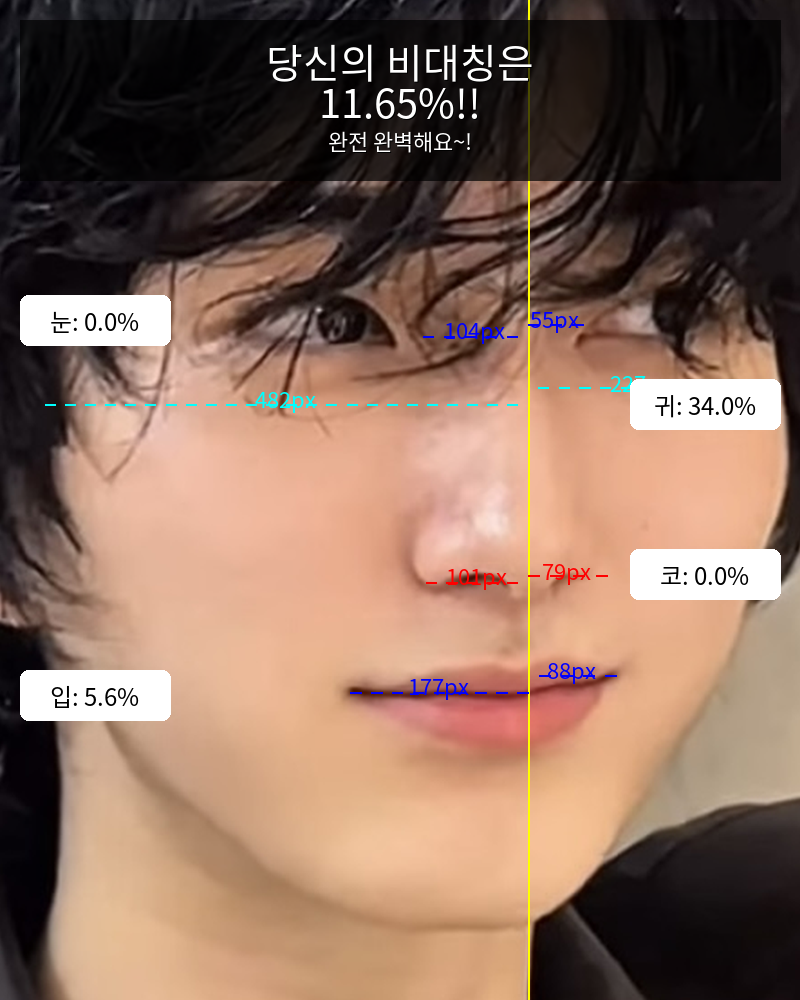 당신의 비대칭은
11.65%!!
완전 완벽해요~!
눈: 0.0%
104px
55px
482px
227
귀: 34.0%
101px
79px
코: 0.0%
입: 5.6%
177px
88px